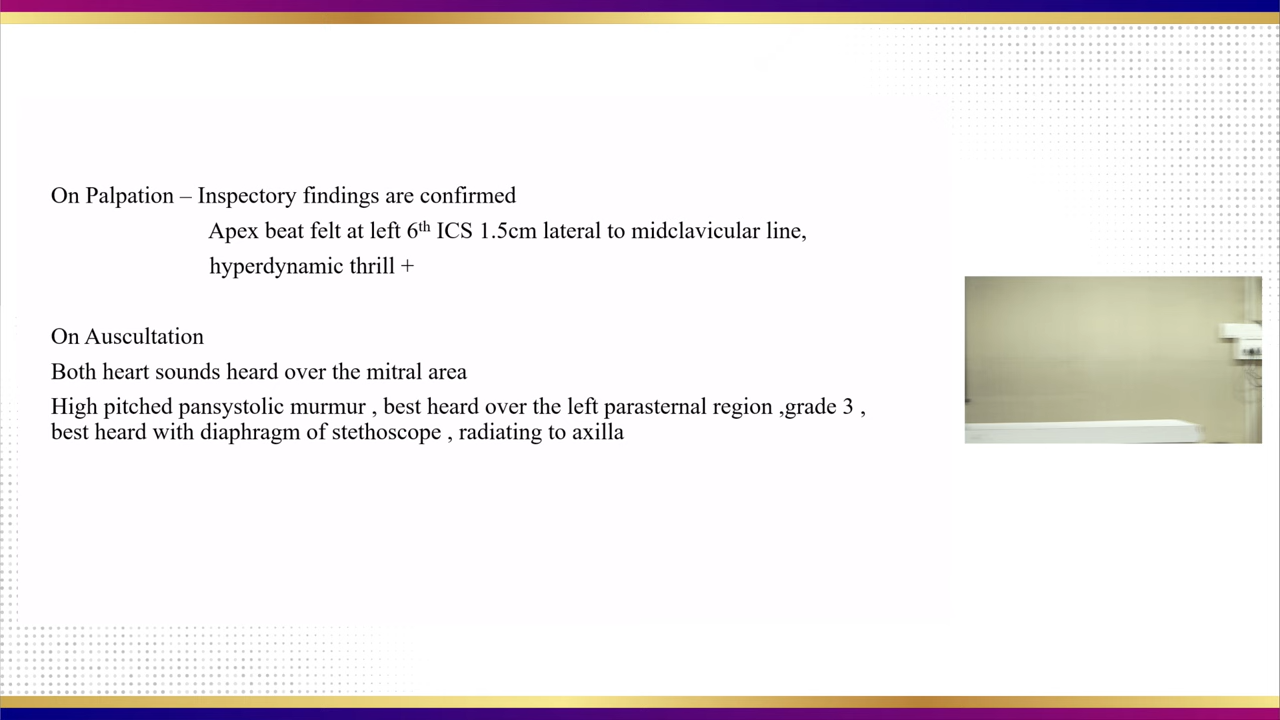 On Palpation – Inspectory findings are confirmed
Apex beat felt at left 6th ICS 1.5cm lateral to midclavicular line,
hyperdynamic thrill +
On Auscultation
Both heart sounds heard over the mitral area
High pitched pansystolic murmur , best heard over the left parasternal region ,grade 3 ,
best heard with diaphragm of stethoscope , radiating to axilla